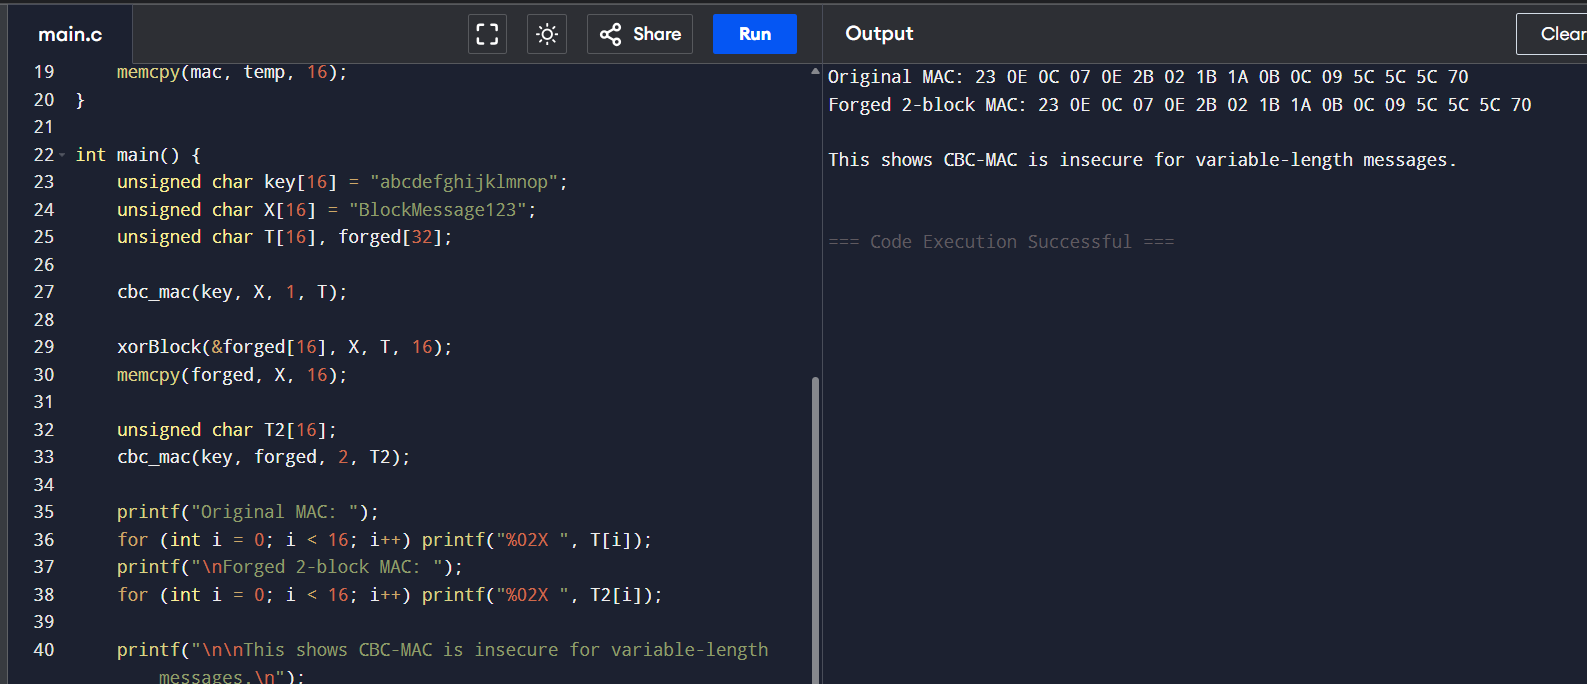 main.c
Share
Run
Output
Clear
19 memcpy(mac, temp, 16);
20 }
21
22 int main() {
23 unsigned char key[16] = "abcdefghijklmnop";
24 unsigned char X[16] = "BlockMessage123";
25 unsigned char T[16], forged[32];
26
27 cbc_mac(key, X, 1, T);
28
29 xorBlock(&forged[16], X, T, 16);
30 memcpy(forged, X, 16);
31
32 unsigned char T2[16];
33 cbc_mac(key, forged, 2, T2);
34
35 printf("Original MAC: ");
36 for (int i = 0; i < 16; i++) printf("%02X ", T[i]);
37 printf("\nForged 2-block MAC: ");
38 for (int i = 0; i < 16; i++) printf("%02X ", T2[i]);
39
40 printf("\n\nThis shows CBC-MAC is insecure for variable-length
messages.\n");
Original MAC: 23 0E 0C 07 0E 2B 02 1B 1A 0B 0C 09 5C 5C 5C 70
Forged 2-block MAC: 23 0E 0C 07 0E 2B 02 1B 1A 0B 0C 09 5C 5C 5C 70
This shows CBC-MAC is insecure for variable-length messages.
=== Code Execution Successful ===